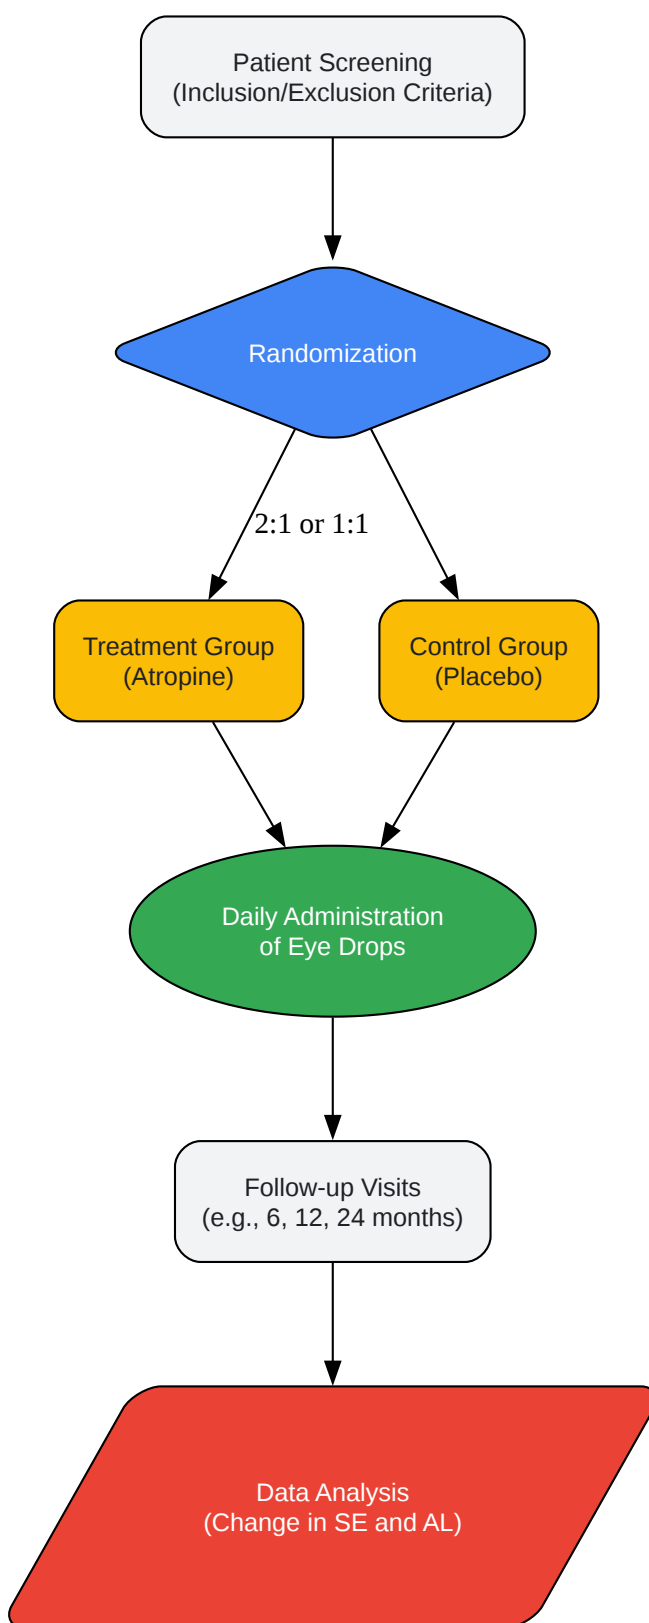 Patient Screening
(Inclusion/Exclusion Criteria)
Randomization
2:1 or 1:1
Treatment Group
(Atropine)
Control Group
(Placebo)
Daily Administration
of Eye Drops
Follow-up Visits
(e.g., 6, 12, 24 months)
Data Analysis
(Change in SE and AL)